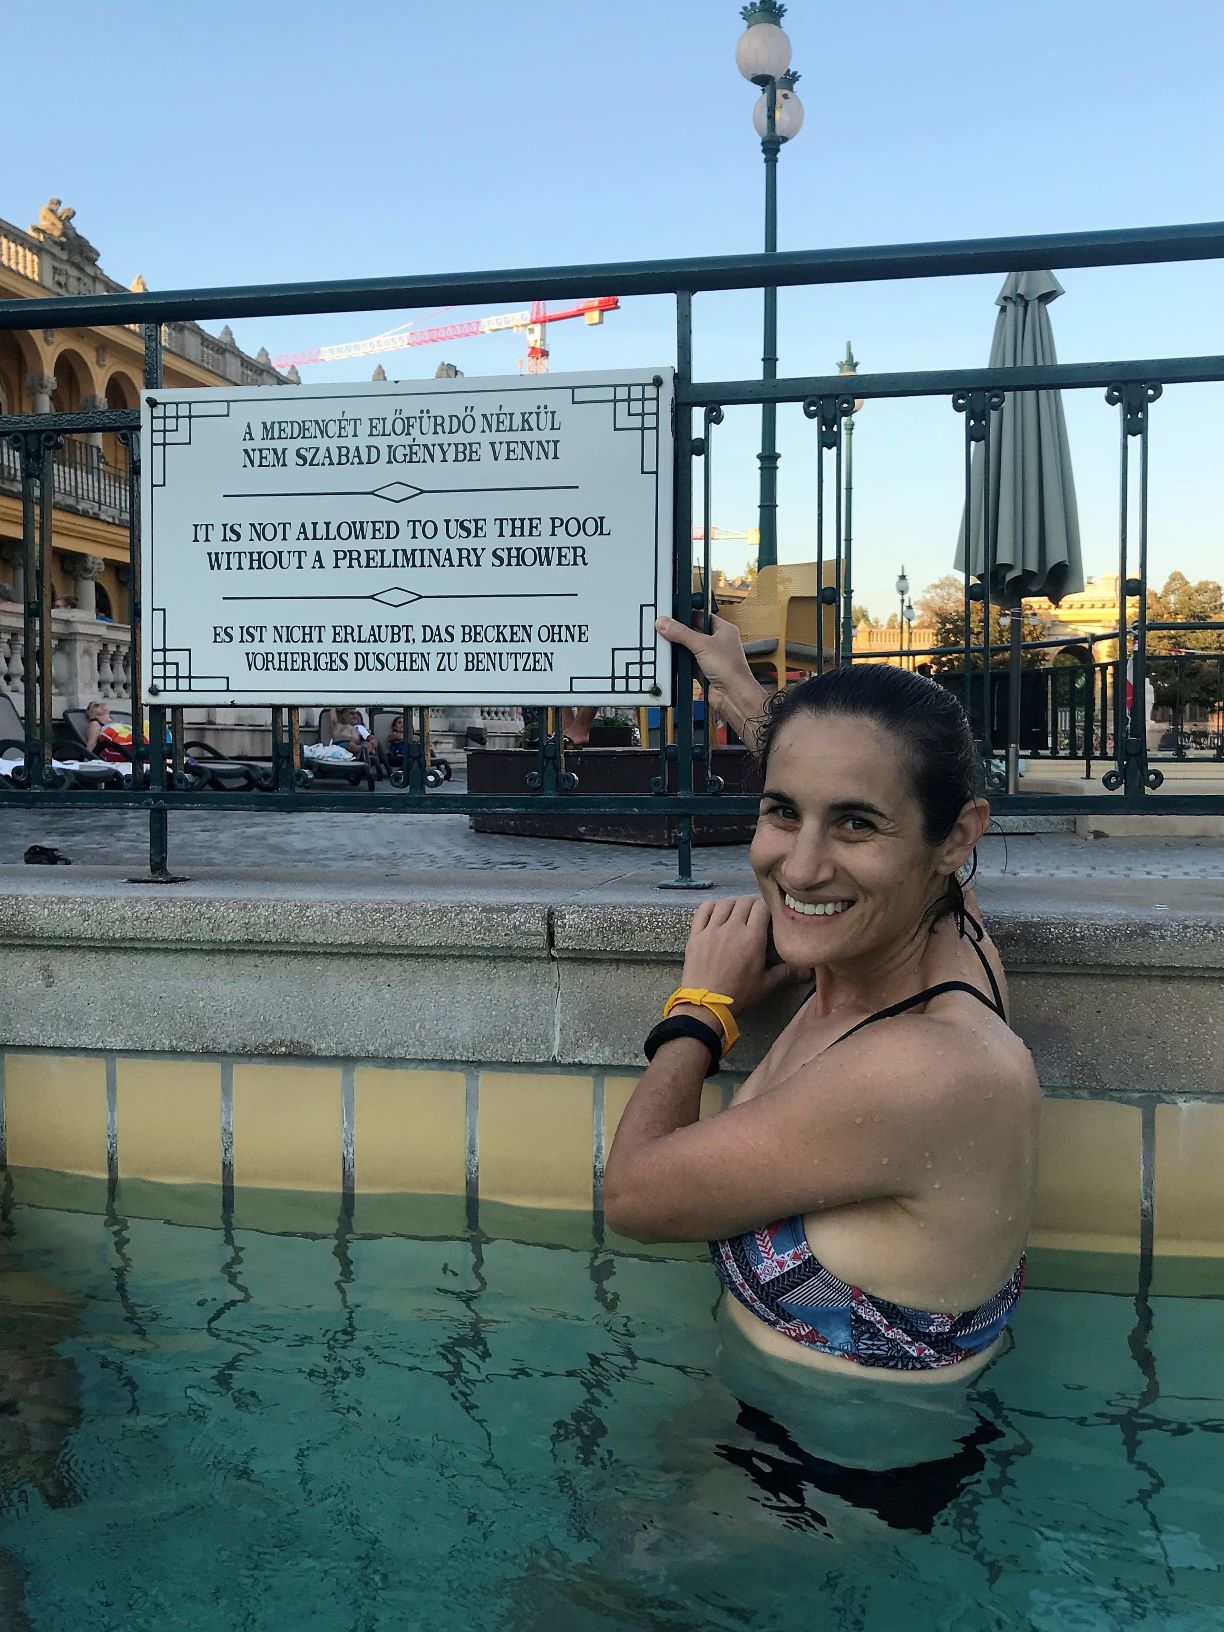 A MEDENCÉT ELŐFÜRDŐ NÉLKÜL
NEM SZABAD IGÉNYBE VENNI
IT IS NOT ALLOWED TO USE THE POOL
WITHOUT A PRELIMINARY SHOWER
ES IST NICHT ERLAUBT, DAS BECKEN OHNE
VORHERIGES DUSCHEN ZU BENUTZEN